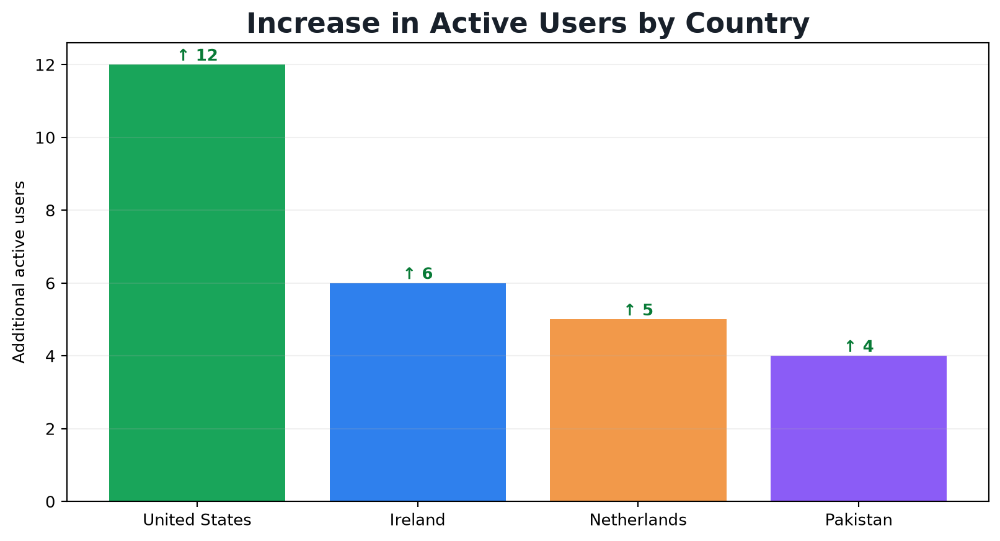 Increase in Active Users by Country
↑ 12
12
10
8
6
4
2
0
Additional active users
↑ 6
↑ 5
↑ 4
United States
Ireland
Netherlands
Pakistan